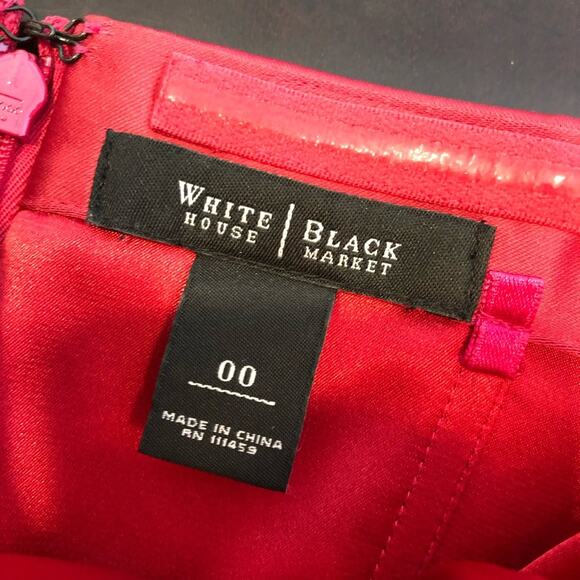 WHITE HOUSE | BLACK MARKET
00
MADE IN CHINA
RN 111459